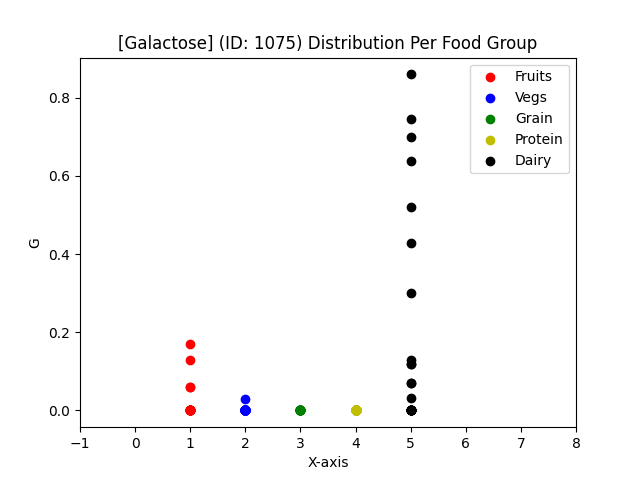 [Galactose] (ID: 1075) Distribution Per Food Group
Fruits
Vegs
Grain
Protein
Dairy
G
0.8
0.6
0.4
0.2
0.0
−1 0 1 2 3 4 5 6 7 8
X-axis